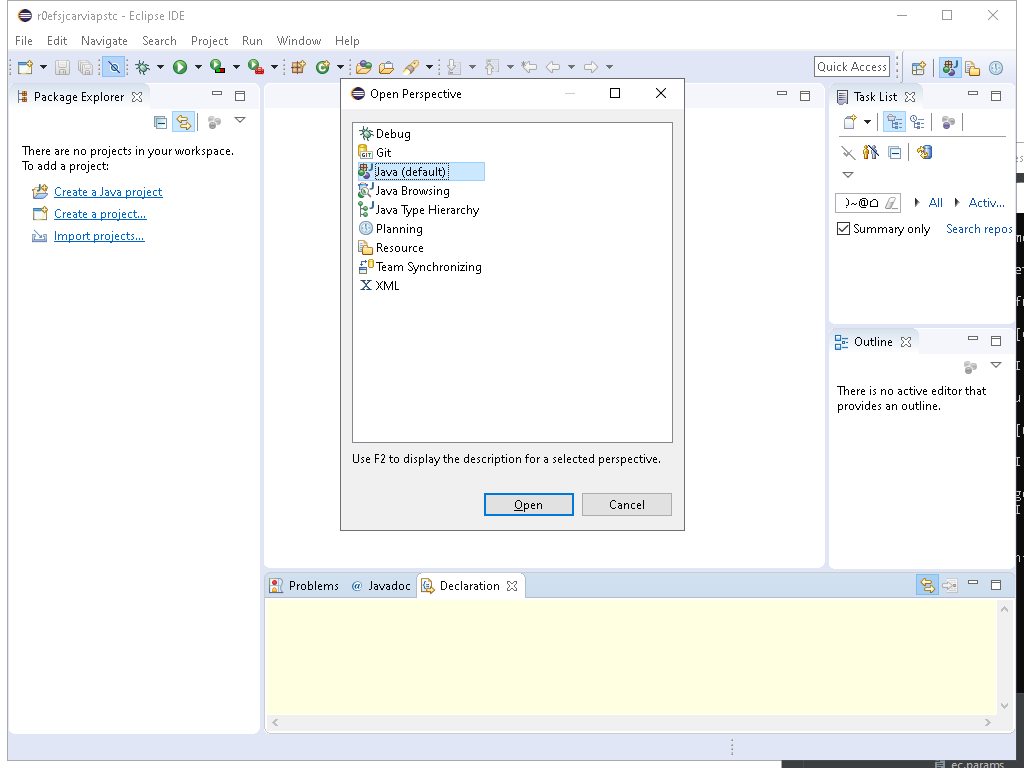 r0efsjcarviapstc - Eclipse IDE
File Edit Navigate Search Project Run Window Help
Quick Access
Package Explorer
There are no projects in your workspace.
To add a project:
Create a Java project
Create a project...
Import projects...
Open Perspective
Debug
Git
Java (default)
Java Browsing
Java Type Hierarchy
Planning
Resource
Team Synchronizing
XML
Use F2 to display the description for a selected perspective.
Open Cancel
Task List
All Activ...
Summary only Search repos
Outline
There is no active editor that
provides an outline.
Problems @ Javadoc Declaration
ec.params